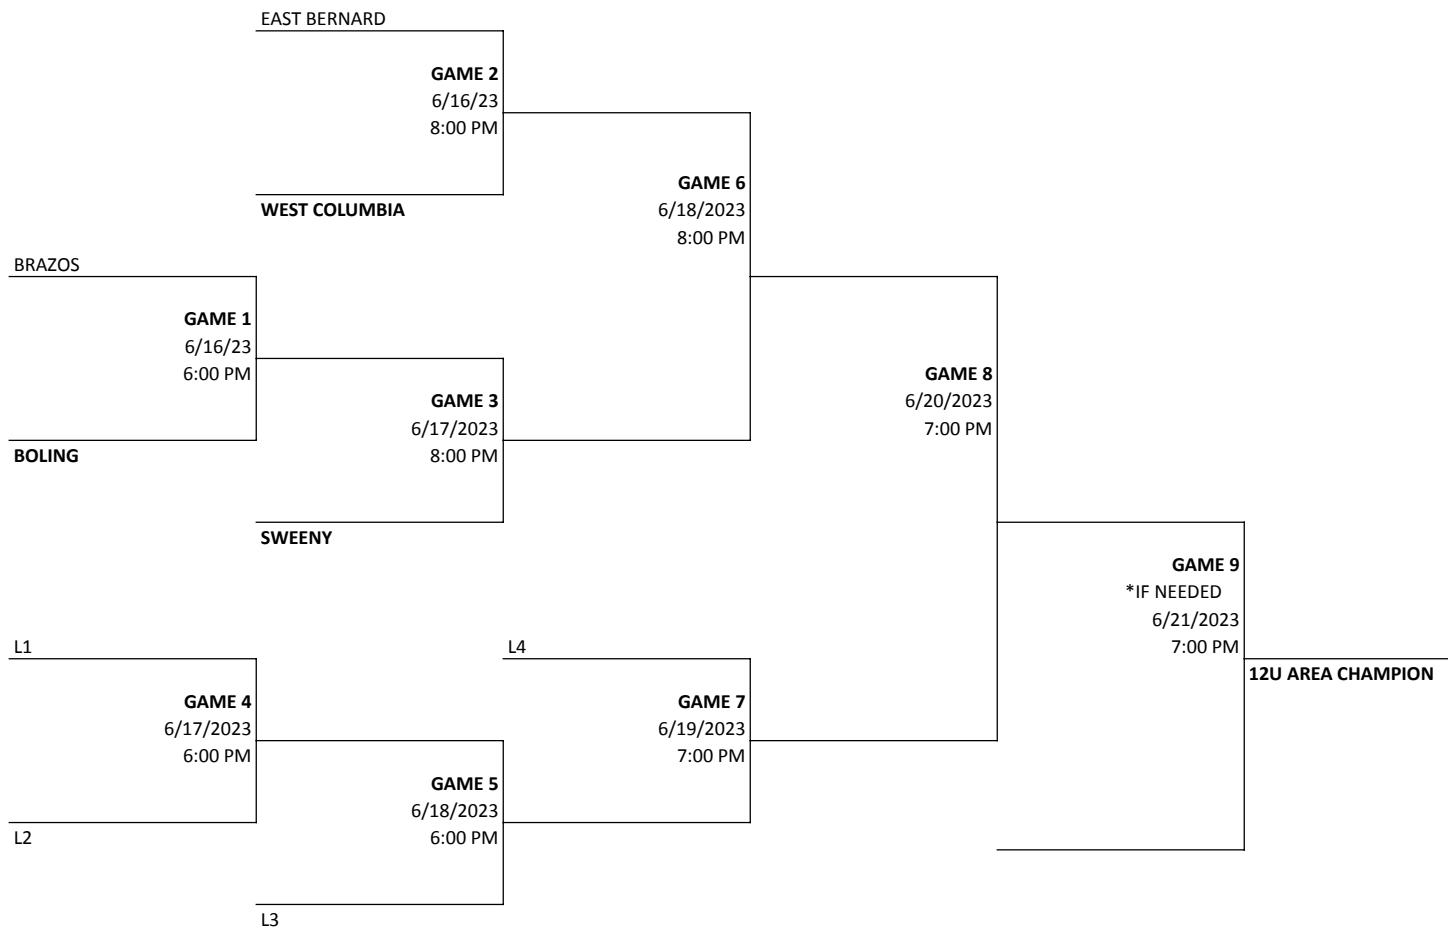 EAST BERNARD
GAME 2
6/16/23
8:00 PM
WEST COLUMBIA
GAME 6
6/18/2023
8:00 PM
BRAZOS
GAME 1
6/16/23
6:00 PM
BOLING
GAME 3
6/17/2023
8:00 PM
SWEENY
GAME 8
6/20/2023
7:00 PM
GAME 9
*IF NEEDED
6/21/2023
7:00 PM
12U AREA CHAMPION
L1
GAME 4
6/17/2023
6:00 PM
L2
L4
GAME 7
6/19/2023
7:00 PM
GAME 5
6/18/2023
6:00 PM
L3